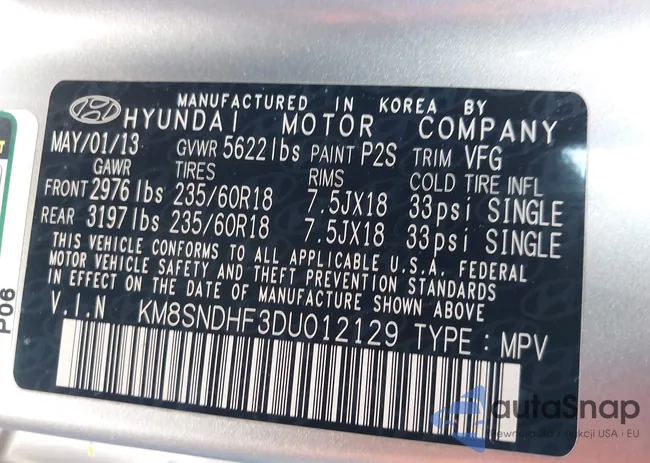 MANUFACTURED IN KOREA BY
HYUNDAI MOTOR COMPANY
MAY/01/13 GVWR 5622lbs PAINT P2S TRIM VFG
GAWR TIRES RIMS COLD TIRE INFL
FRONT 2976lbs 235/60R18 7.5JX18 33psi SINGLE
REAR 3197lbs 235/60R18 7.5JX18 33psi SINGLE
THIS VEHICLE CONFORMS TO ALL APPLICABLE U.S.A. FEDERAL
MOTOR VEHICLE SAFETY AND THEFT PREVENTION STANDARDS
IN EFFECT ON THE DATE OF MANUFACTURE SHOWN ABOVE
V.I.N KM8SNDHF3DU012129 TYPE : MPV
P06
autaSnap